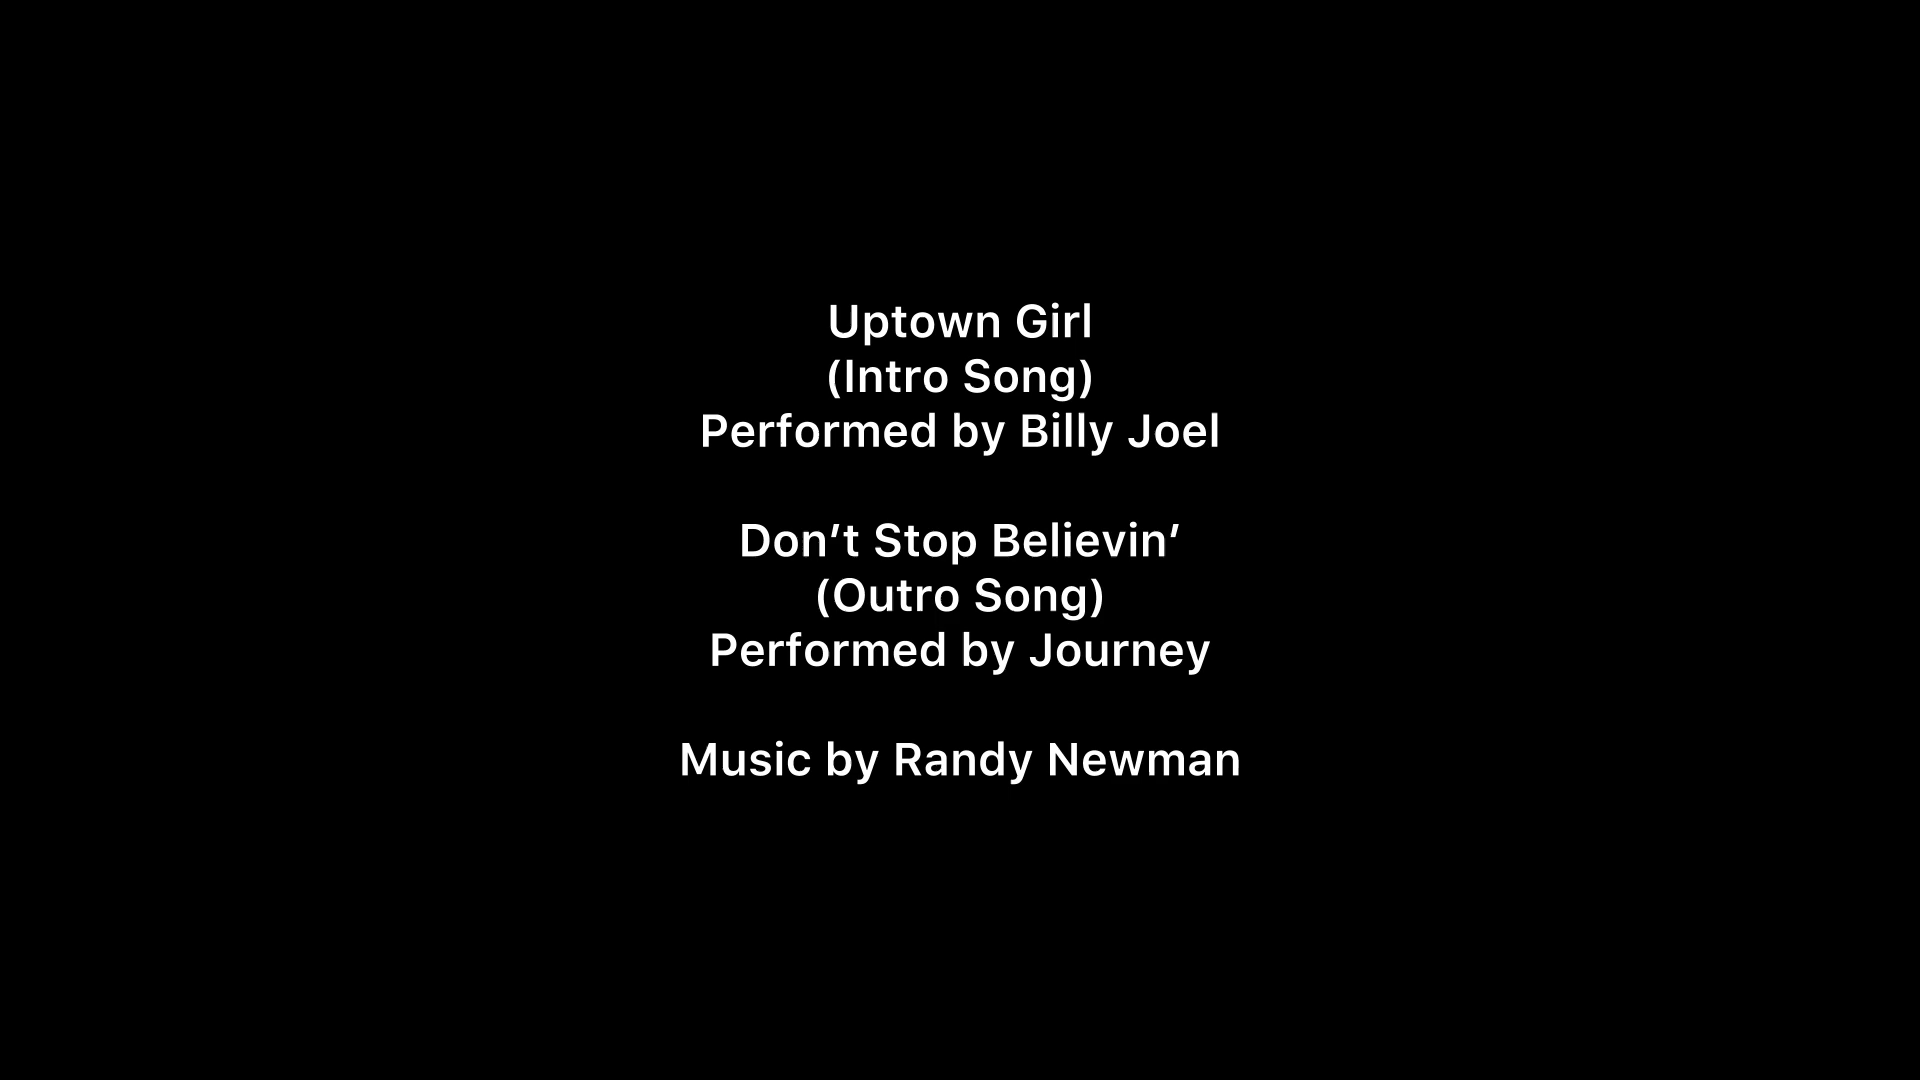 Uptown Girl
(Intro Song)
Performed by Billy Joel
Don’t Stop Believin‘
(Outro Song)
Performed by Journey
Music by Randy Newman